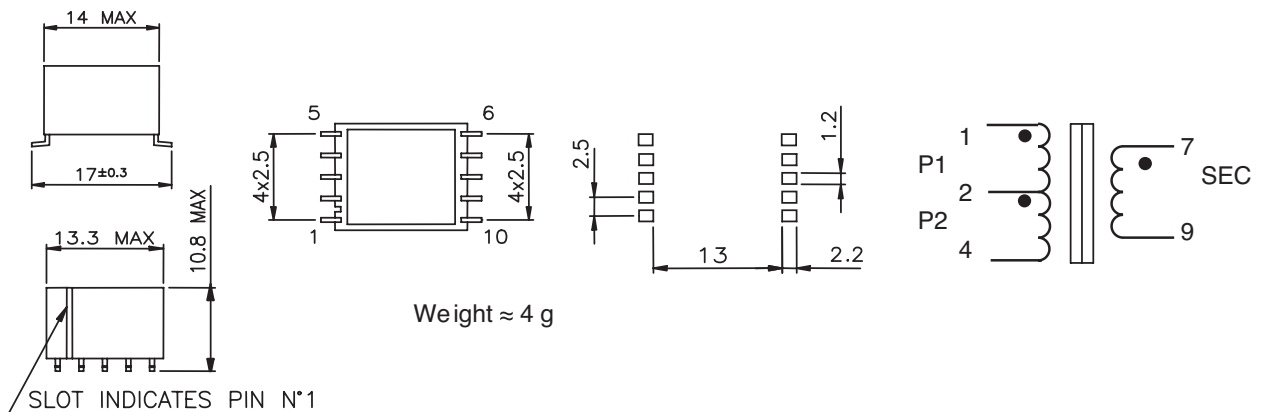 14 MAX
17±0.3
13.3 MAX
10.8 MAX
SLOT INDICATES PIN N°1
5
6
4x2.5
4x2.5
1
10
Weight ≈ 4 g
2.5
1.2
13
2.2
1
P1
2
P2
4
7
SEC
9